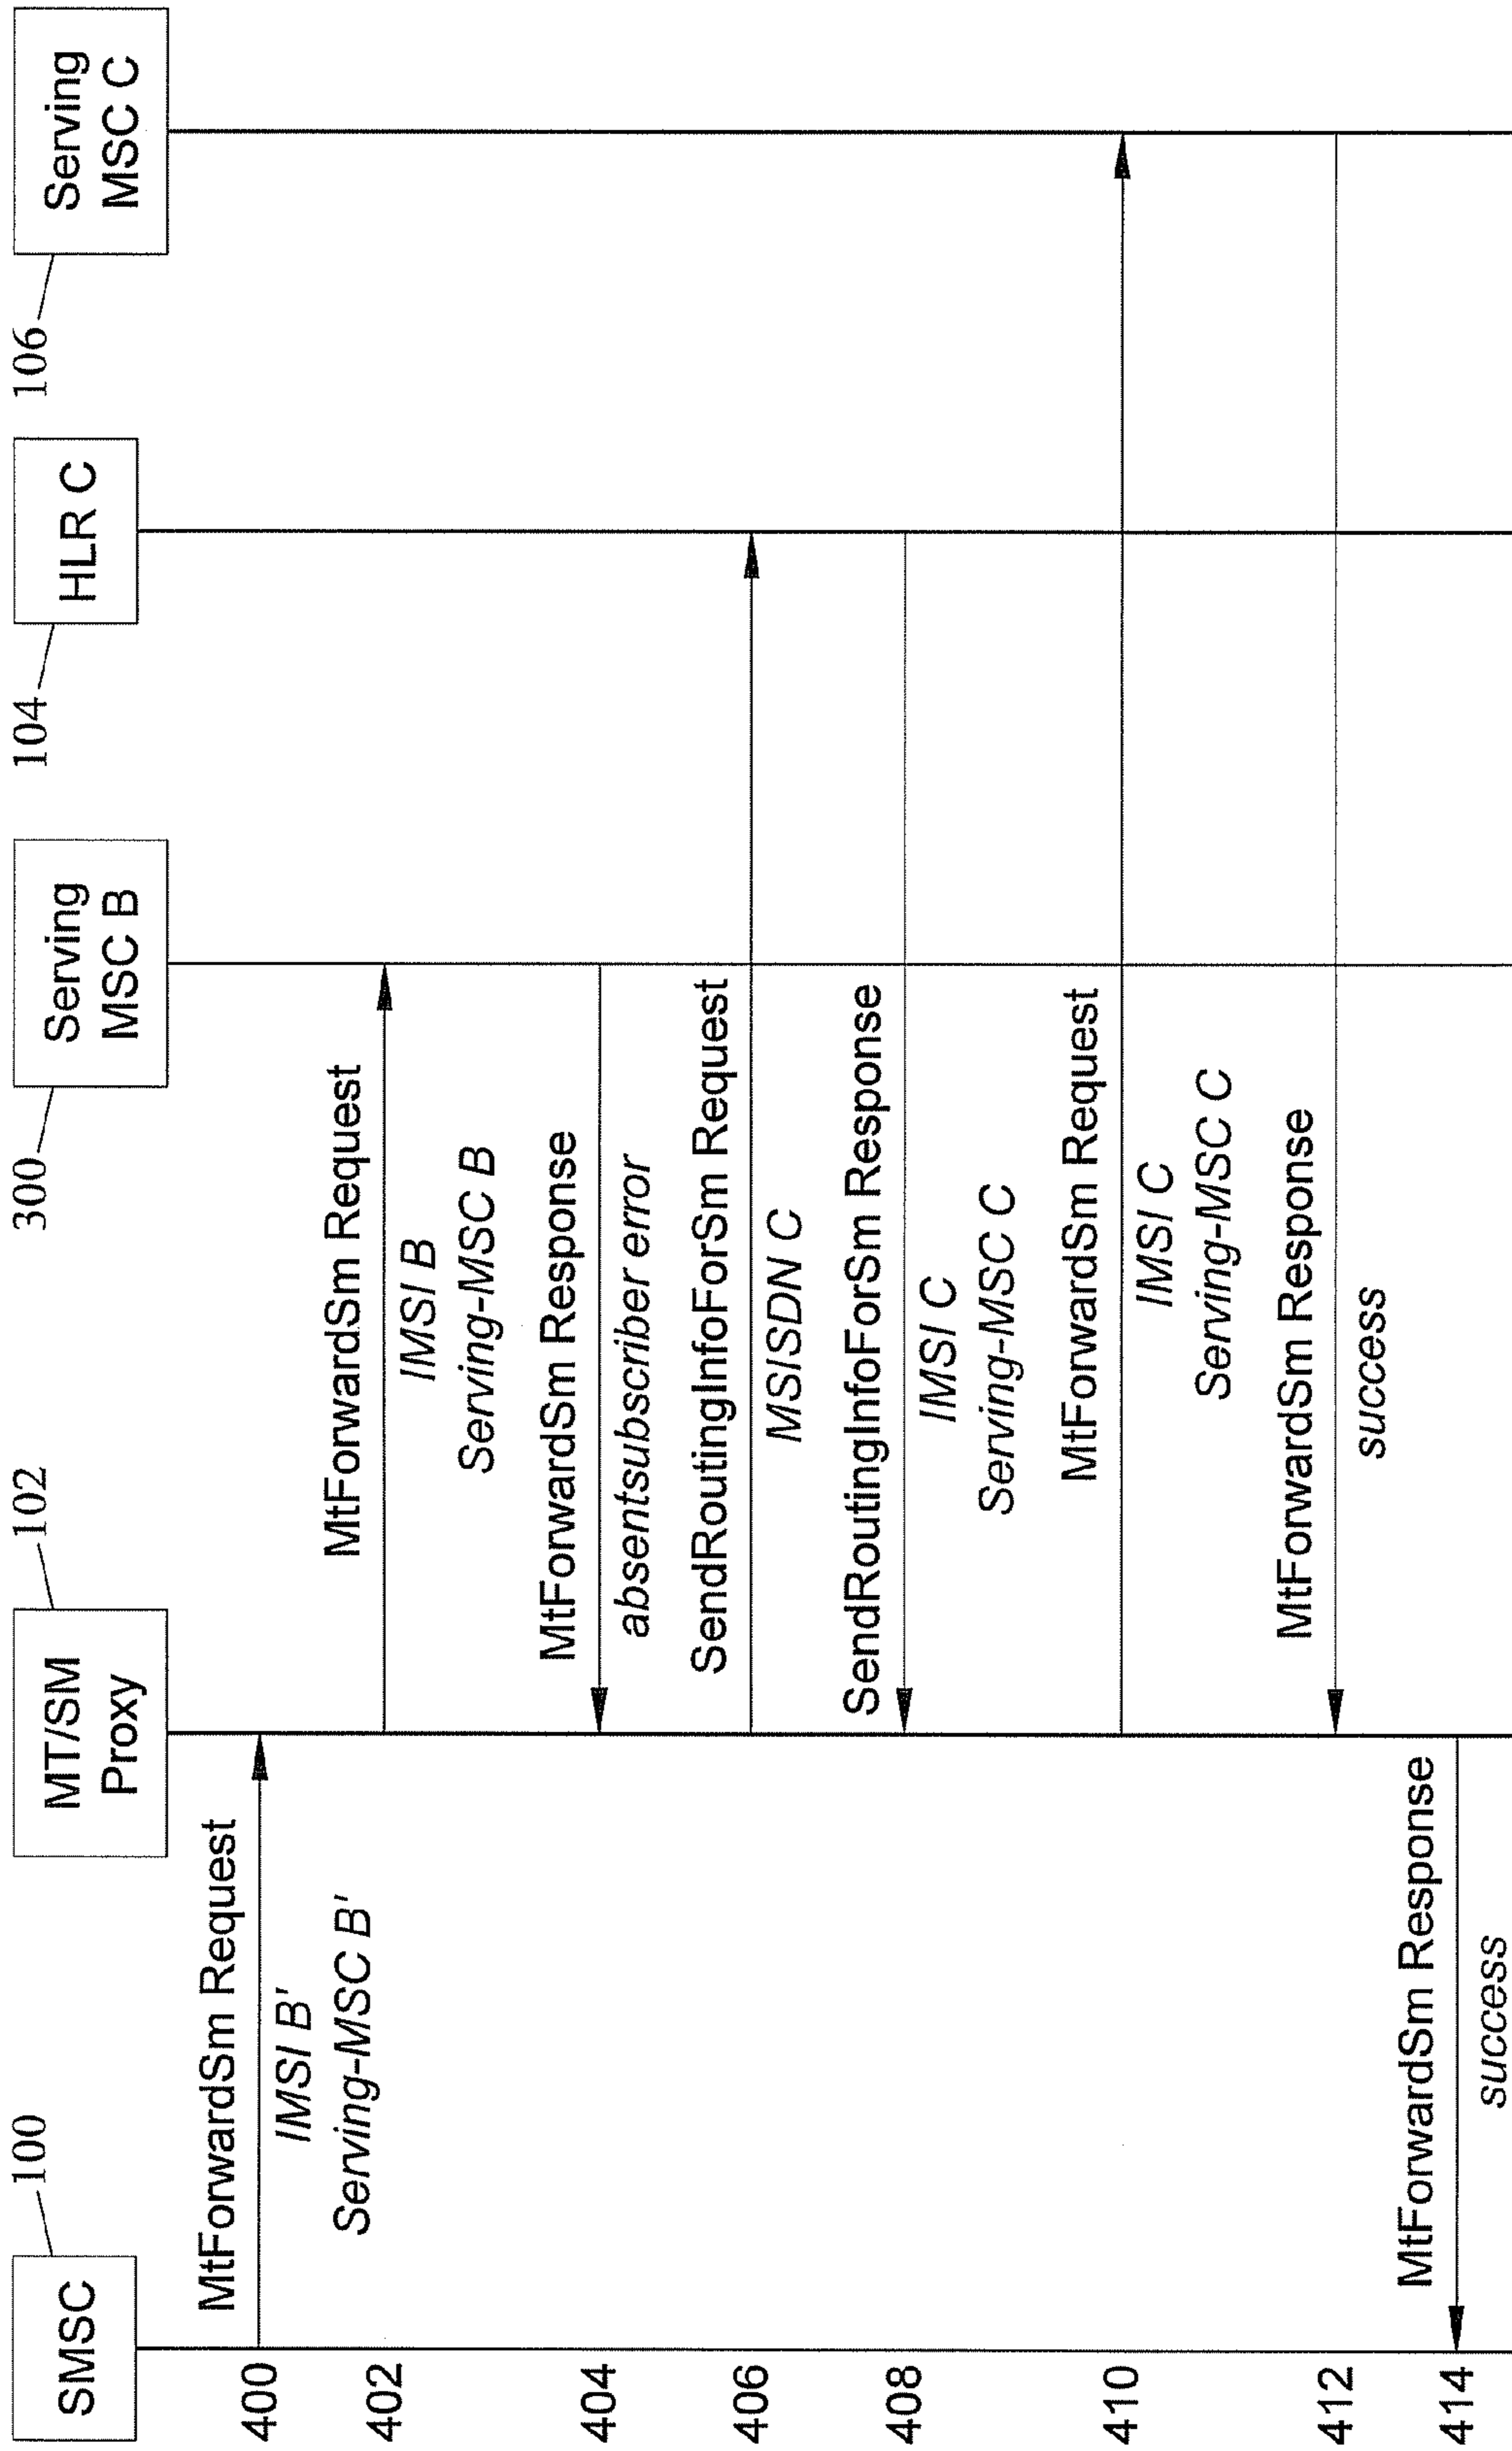 SMSC
100
MT/SM
Proxy
102
Serving
MSC B
300
HLR C
104
Serving
MSC C
106
400
MtForwardSm Request
IMSI B'
Serving-MSC B'
402
MtForwardSm Request
IMSI B
Serving-MSC B
404
MtForwardSm Response
absentsubscriber error
406
SendRoutingInfoForSm Request
MSISDN C
408
SendRoutingInfoForSm Response
IMSI C
Serving-MSC C
410
MtForwardSm Request
IMSI C
Serving-MSC C
412
MtForwardSm Response
success
414
MtForwardSm Response
success